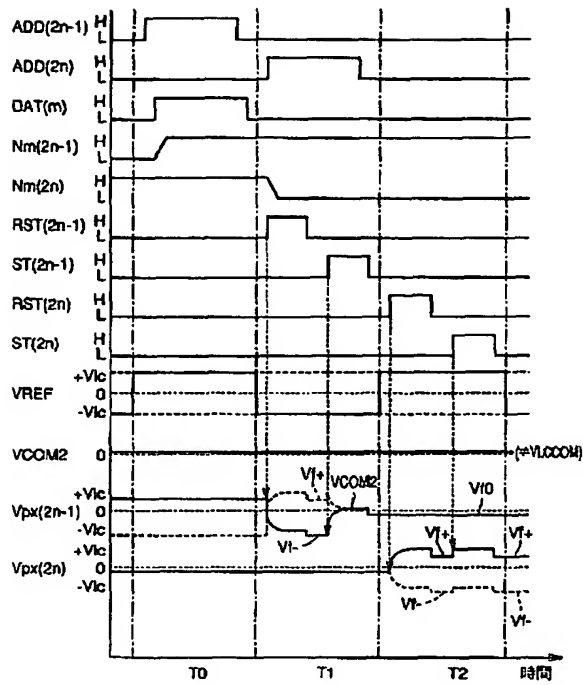 ADD(2n-1) H
L
ADD(2n) H
L
DAT(m) H
L
Nm(2n-1) H
L
Nm(2n) H
L
RST(2n-1) H
L
ST(2n-1) H
L
RST(2n) H
L
ST(2n) H
L
+Vlc
VREF 0
-Vlc
VCOM2 0 (≠VLCCOM)
+Vlc Vf+ VCOM2
Vpx(2n-1) 0 Vf0
-Vlc Vf-
+Vlc Vf+ Vf+
Vpx(2n) 0
-Vlc Vf- Vf-
T0 T1 T2 時間